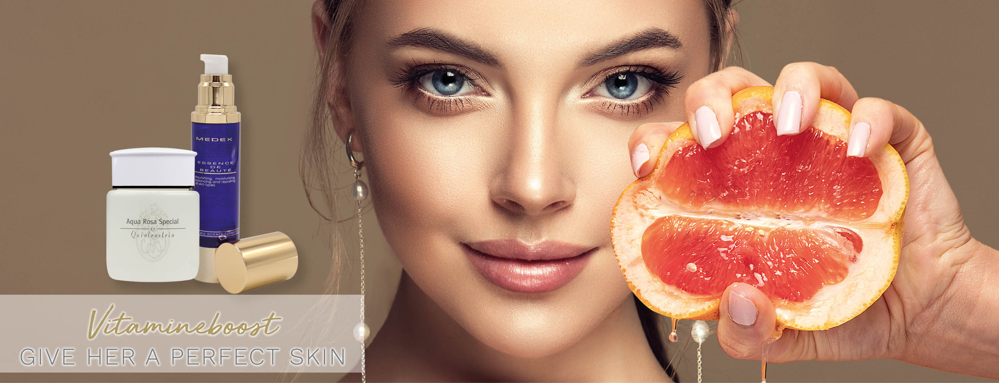 MEDEX
ESSENCE
DE
BEAUTÉ
Nourishing, moisturising,
balancing and repairing
all skin types
BIO SCIENCE COSMETI
Aqua Rosa Special
Q
Quintenstein
Vitamineboost
GIVE HER A PERFECT SKIN